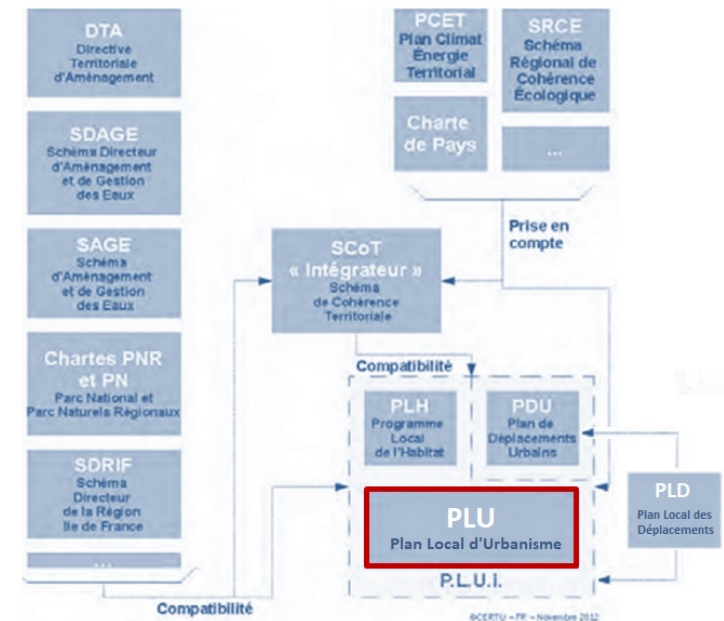 DTA
Directive
Territoriale
d'Aménagement
SDAGE
Schéma Directeur
d'Aménagement
et de Gestion
des Eaux
SAGE
Schéma
d'Aménagement
et de Gestion
des Eaux
Chartes PNR
et PN
Parc National et
Parc Naturels Régionaux
SDRIF
Schéma
Directeur
de la Région
Ile de France
...
Compatibilité
PCET
Plan Climat
Énergie
Territorial
SRCE
Schéma
Régional de
Cohérence
Écologique
Charte
de Pays
...
Prise en
compte
SCoT
« Intégrateur »
Schéma
de Cohérence
Territoriale
Compatibilité
PLH
Programme
Local
de l'Habitat
PDU
Plan de
Déplacements
Urbains
PLU
Plan Local d'Urbanisme
P.L.U.i.
PLD
Plan Local des
Déplacements
©CERTU – FR – Novembre 2012